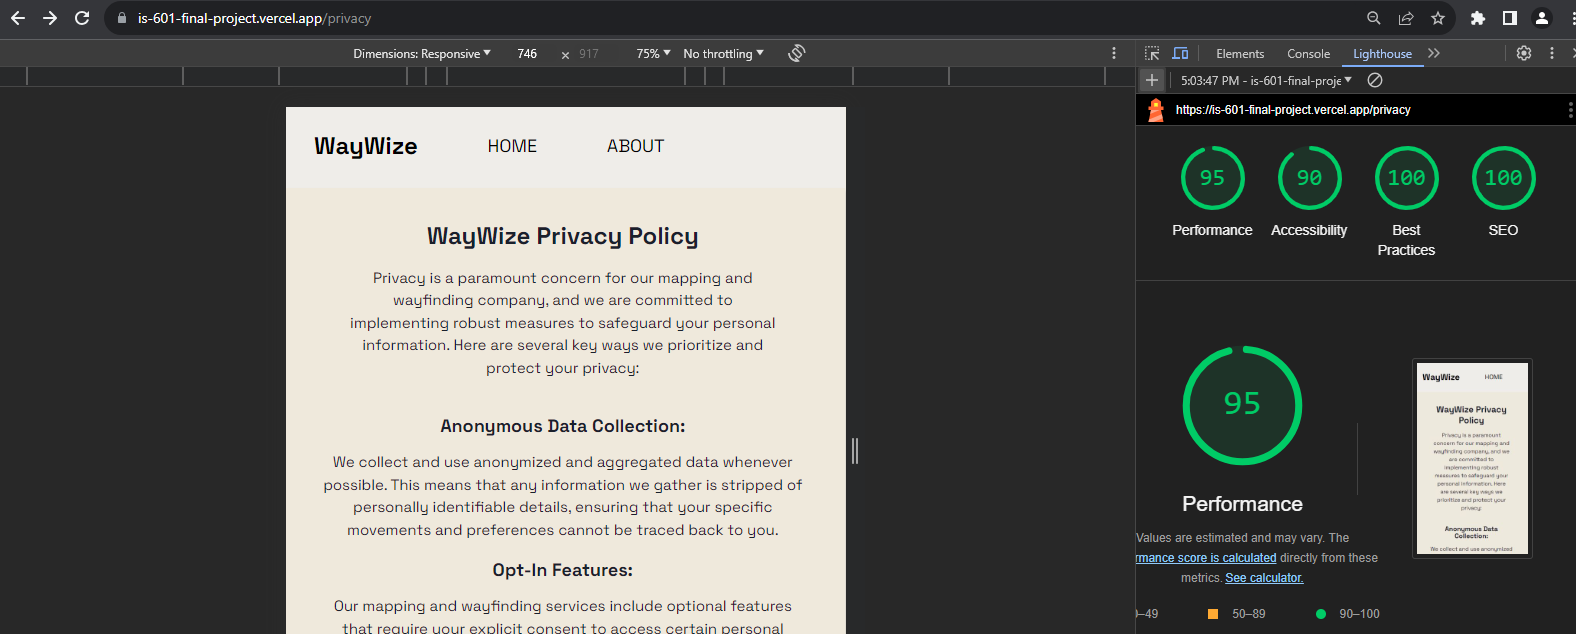 is-601-final-project.vercel.app/privacy
Dimensions: Responsive 746 × 917 75% No throttling
Elements Console Lighthouse
5:03:47 PM - is-601-final-proje
https://is-601-final-project.vercel.app/privacy
WayWize HOME ABOUT
WayWize Privacy Policy
Privacy is a paramount concern for our mapping and
wayfinding company, and we are committed to
implementing robust measures to safeguard your personal
information. Here are several key ways we prioritize and
protect your privacy:
Anonymous Data Collection:
We collect and use anonymized and aggregated data whenever
possible. This means that any information we gather is stripped of
personally identifiable details, ensuring that your specific
movements and preferences cannot be traced back to you.
Opt-In Features:
Our mapping and wayfinding services include optional features
that require your explicit consent to access certain personal
95 90 100 100
Performance Accessibility Best
Practices SEO
95
Performance
Values are estimated and may vary. The
rmance score is calculated directly from these
metrics. See calculator.
–49 50–89 90–100
WayWize HOME
WayWize Privacy
Policy
Privacy is a paramount
concern for our mapping and
wayfinding company, and we
are committed to
implementing robust
measures to safeguard your
personal information. Here
are several key ways we
prioritize and protect your
privacy:
Anonymous Data
Collection:
We collect and use anonymized